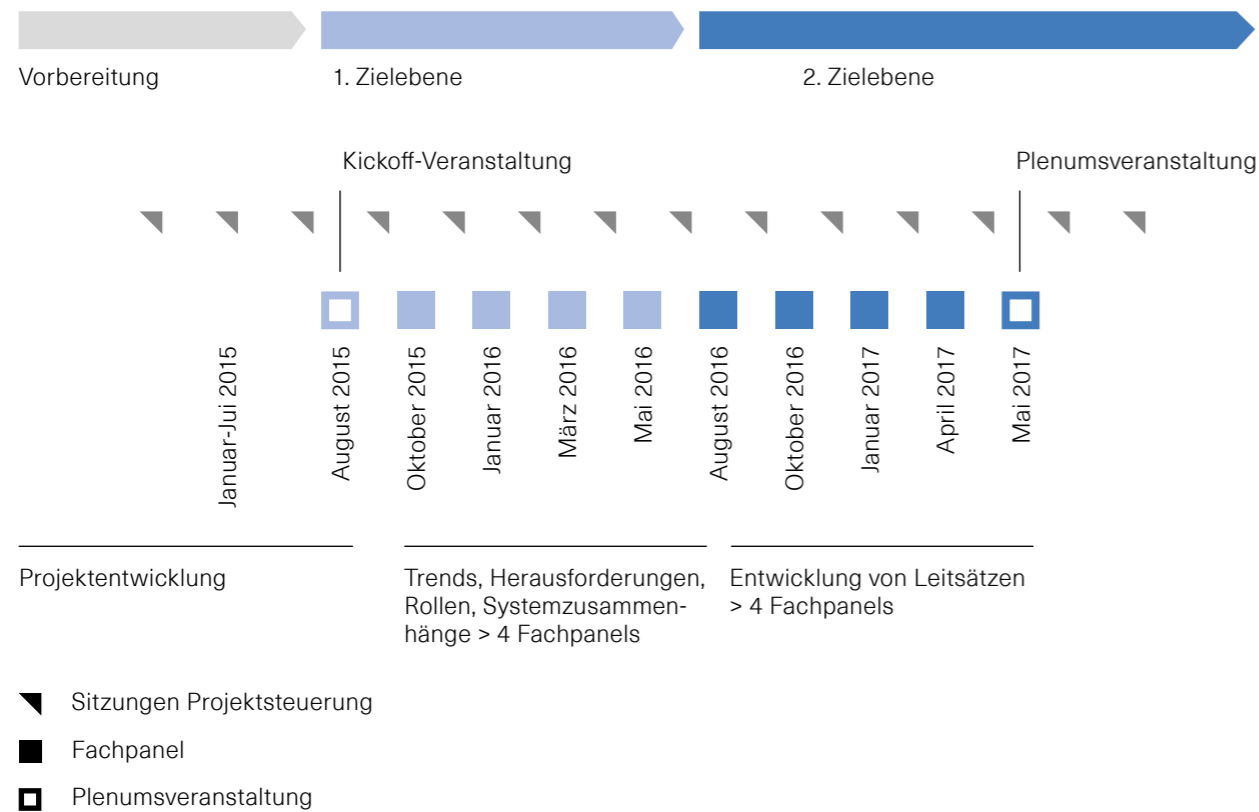 Vorbereitung
1. Zielebene
2. Zielebene
Kickoff-Veranstaltung
Plenumsveranstaltung
Januar-Jui 2015
August 2015
Oktober 2015
Januar 2016
März 2016
Mai 2016
August 2016
Oktober 2016
Januar 2017
April 2017
Mai 2017
Projektentwicklung
Trends, Herausforderungen,
Rollen, Systemzusammen-
hänge > 4 Fachpanels
Entwicklung von Leitsätzen
> 4 Fachpanels
Sitzungen Projektsteuerung
Fachpanel
Plenumsveranstaltung